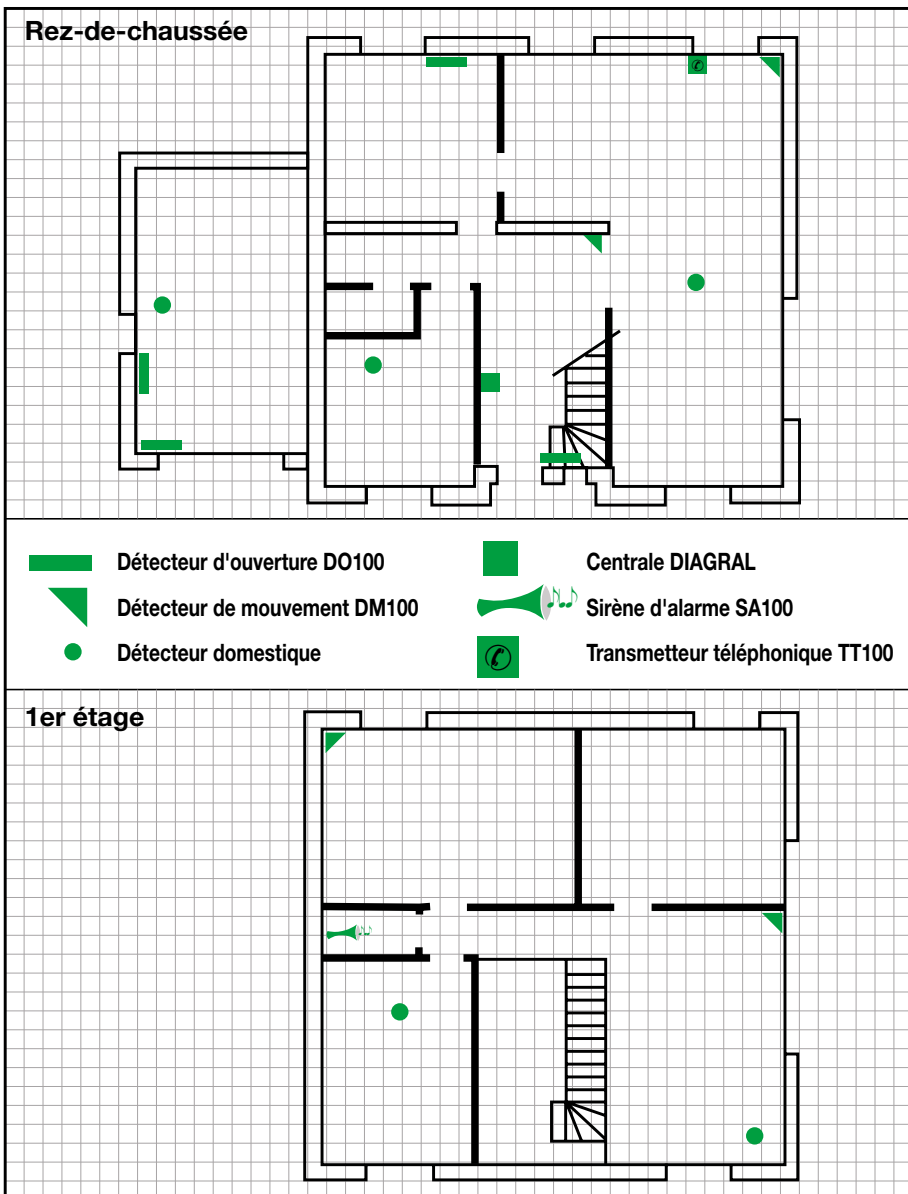 Rez-de-chaussée
Détecteur d'ouverture DO100
Centrale DIAGRAL
Détecteur de mouvement DM100
Sirène d'alarme SA100
Détecteur domestique
Transmetteur téléphonique TT100
1er étage